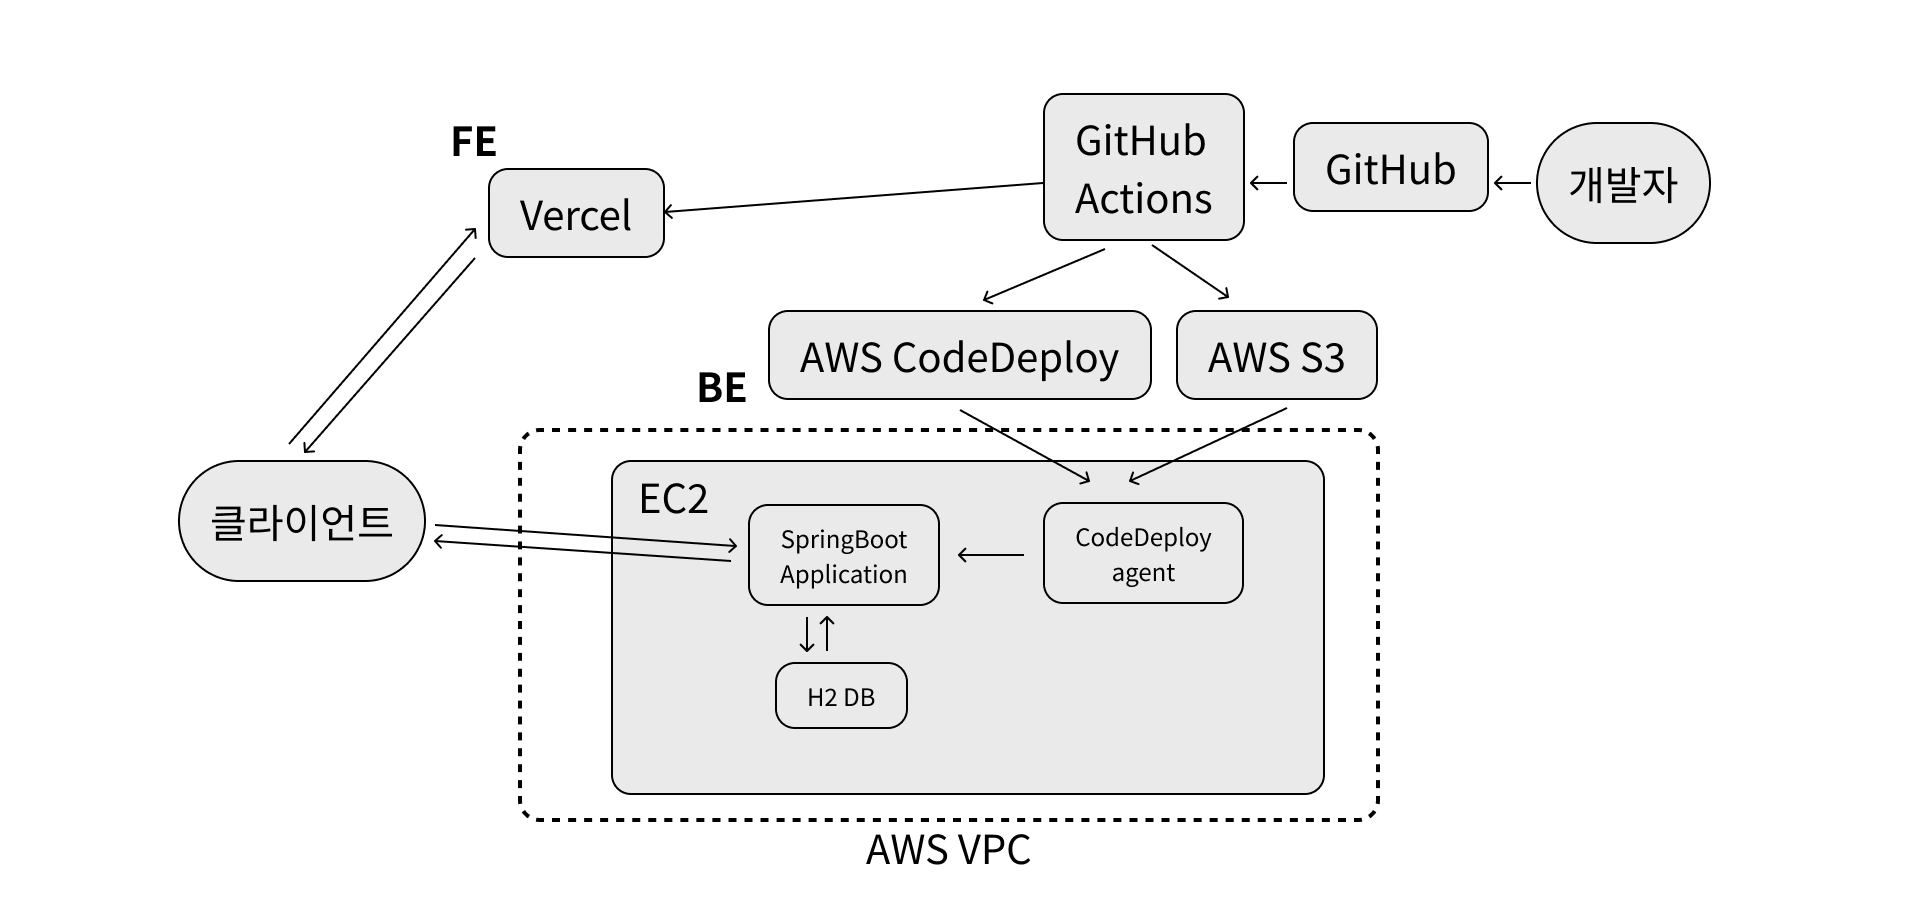 FE
Vercel
GitHub
Actions
GitHub
개발자
BE
AWS CodeDeploy
AWS S3
클라이언트
EC2
SpringBoot
Application
CodeDeploy
agent
H2 DB
AWS VPC